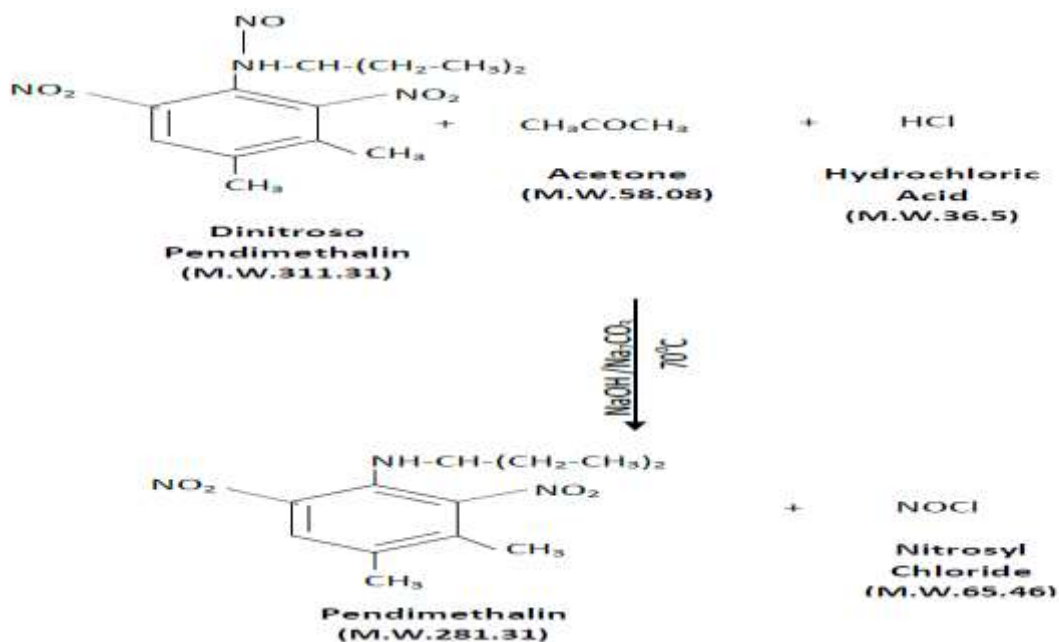 NO
NH-CH-(CH₂-CH₃)₂
NO₂
NO₂
CH₃
CH₃
+
CH₃COCH₃
+
HCl
Acetone
(M.W.58.08)
Hydrochloric
Acid
(M.W.36.5)
Dinitroso
Pendimethalin
(M.W.311.31)
NaOH/Na₂CO₃
70⁰C
NH-CH-(CH₂-CH₃)₂
NO₂
NO₂
CH₃
CH₃
+
NOCl
Nitrosyl
Chloride
(M.W.65.46)
Pendimethalin
(M.W.281.31)